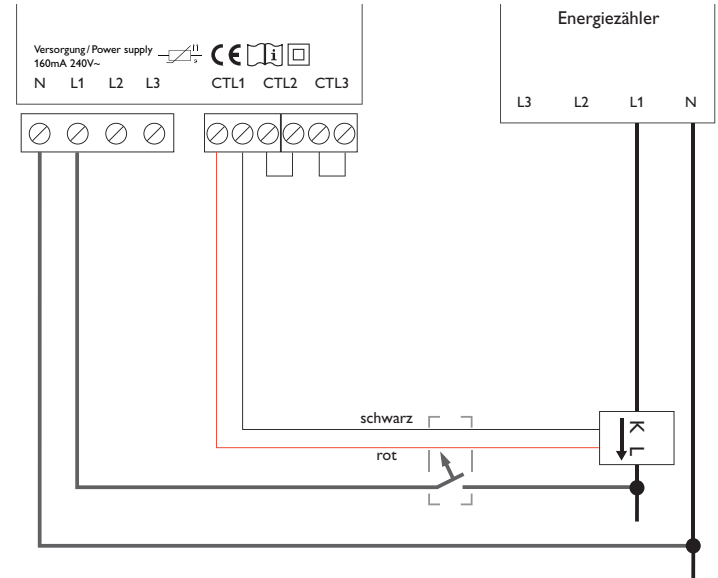 Energiezähler
Versorgung/Power supply
160mA 240V~
N L1 L2 L3 CTL1 CTL2 CTL3
L3 L2 L1 N
schwarz
rot
K L